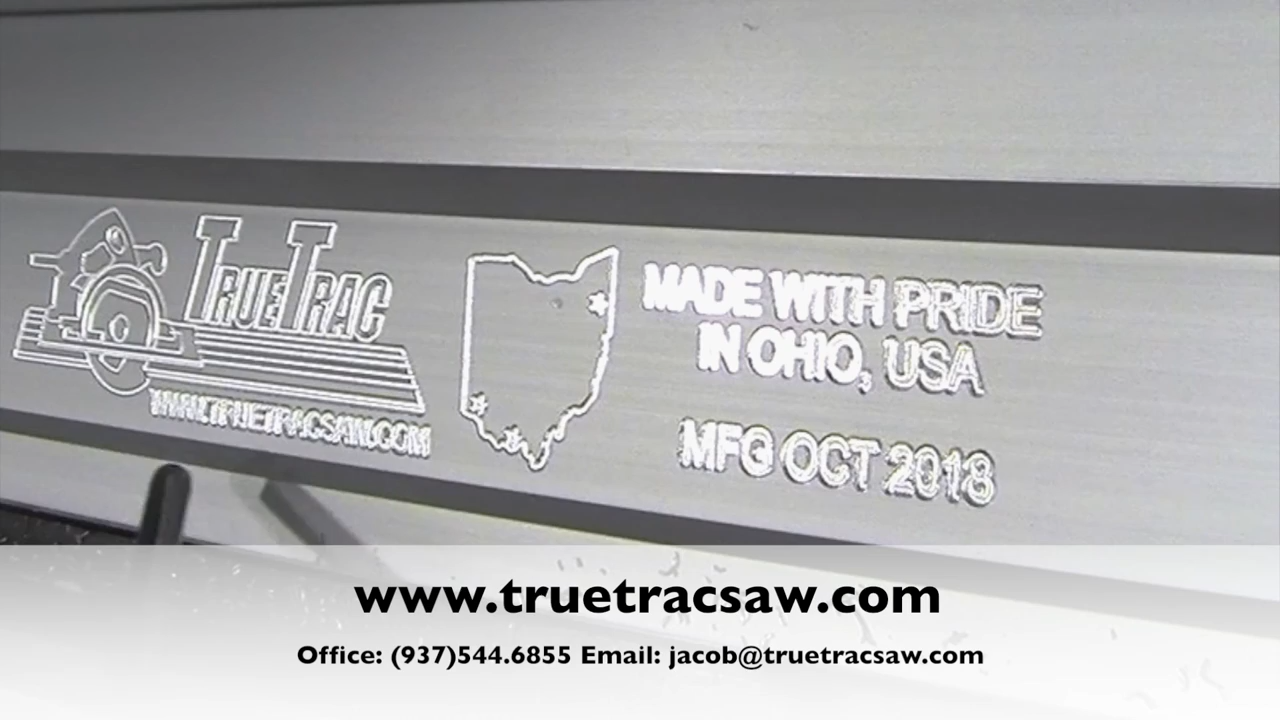 TRUETRAC
WWW.TRUETRACSAW.COM
MADE WITH PRIDE
IN OHIO, USA
MFG OCT 2018
www.truetracsaw.com
Office: (937)544.6855 Email: jacob@truetracsaw.com